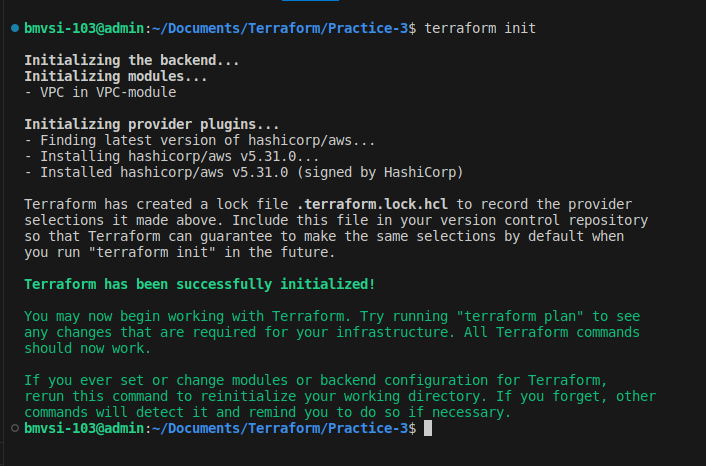 bmvsi-103@admin:~/Documents/Terraform/Practice-3$ terraform init
Initializing the backend...
Initializing modules...
- VPC in VPC-module
Initializing provider plugins...
- Finding latest version of hashicorp/aws...
- Installing hashicorp/aws v5.31.0...
- Installed hashicorp/aws v5.31.0 (signed by HashiCorp)
Terraform has created a lock file .terraform.lock.hcl to record the provider
selections it made above. Include this file in your version control repository
so that Terraform can guarantee to make the same selections by default when
you run "terraform init" in the future.
Terraform has been successfully initialized!
You may now begin working with Terraform. Try running "terraform plan" to see
any changes that are required for your infrastructure. All Terraform commands
should now work.
If you ever set or change modules or backend configuration for Terraform,
rerun this command to reinitialize your working directory. If you forget, other
commands will detect it and remind you to do so if necessary.
bmvsi-103@admin:~/Documents/Terraform/Practice-3$